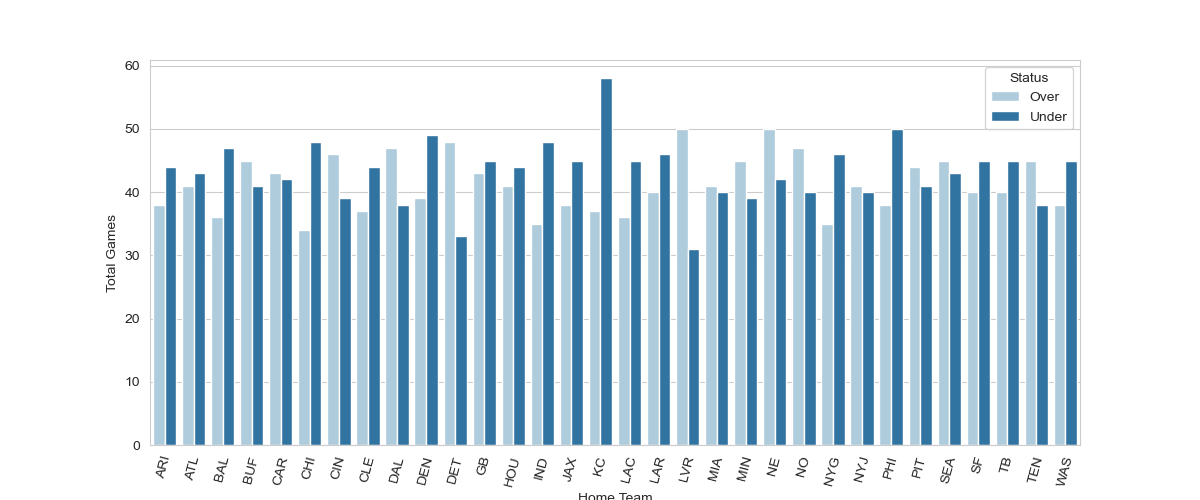 60
50
40
30
20
10
0
Total Games
Status
Over
Under
ARI ATL BAL BUF CAR CHI CIN CLE DAL DEN DET GB HOU IND JAX KC LAC LAR LVR MIA MIN NE NO NYG NYJ PHI PIT SEA SF TB TEN WAS
Home Team